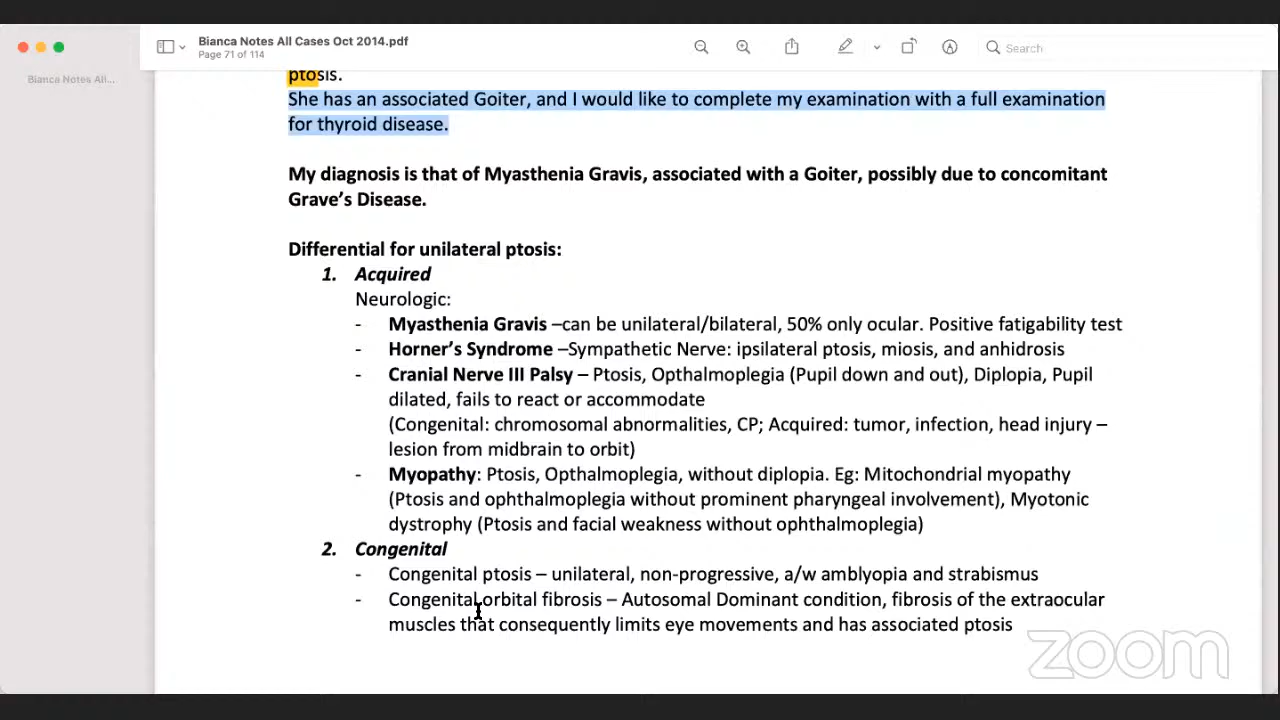 Bianca Notes All Cases Oct 2014.pdf
Page 71 of 114
Search
Bianca Notes All...
ptosis.
She has an associated Goiter, and I would like to complete my examination with a full examination
for thyroid disease.
My diagnosis is that of Myasthenia Gravis, associated with a Goiter, possibly due to concomitant
Grave's Disease.
Differential for unilateral ptosis:
1. Acquired
Neurologic:
- Myasthenia Gravis –can be unilateral/bilateral, 50% only ocular. Positive fatigability test
- Horner's Syndrome –Sympathetic Nerve: ipsilateral ptosis, miosis, and anhidrosis
- Cranial Nerve III Palsy – Ptosis, Opthalmoplegia (Pupil down and out), Diplopia, Pupil
dilated, fails to react or accommodate
(Congenital: chromosomal abnormalities, CP; Acquired: tumor, infection, head injury –
lesion from midbrain to orbit)
- Myopathy: Ptosis, Opthalmoplegia, without diplopia. Eg: Mitochondrial myopathy
(Ptosis and ophthalmoplegia without prominent pharyngeal involvement), Myotonic
dystrophy (Ptosis and facial weakness without ophthalmoplegia)
2. Congenital
- Congenital ptosis – unilateral, non-progressive, a/w amblyopia and strabismus
- Congenital orbital fibrosis – Autosomal Dominant condition, fibrosis of the extraocular
muscles that consequently limits eye movements and has associated ptosis
zoom